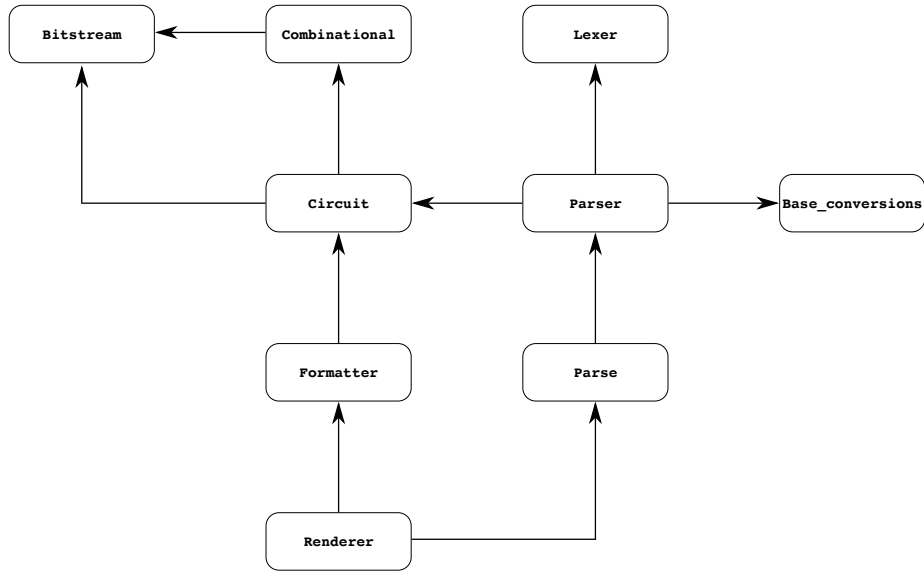 Bitstream
Combinational
Lexer
Circuit
Parser
Base_conversions
Formatter
Parse
Renderer